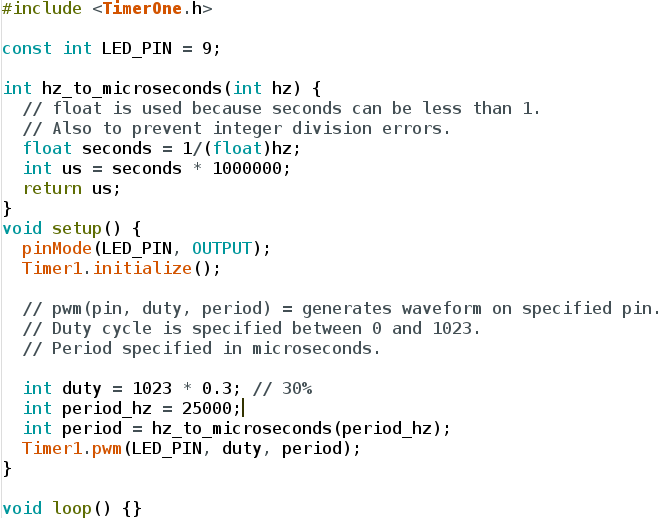 #include <TimerOne.h>

const int LED_PIN = 9;

int hz_to_microseconds(int hz) {
  // float is used because seconds can be less than 1.
  // Also to prevent integer division errors.
  float seconds = 1/(float)hz;
  int us = seconds * 1000000;
  return us;
}
void setup() {
  pinMode(LED_PIN, OUTPUT);
  Timer1.initialize();

  // pwm(pin, duty, period) = generates waveform on specified pin.
  // Duty cycle is specified between 0 and 1023.
  // Period specified in microseconds.

  int duty = 1023 * 0.3; // 30%
  int period_hz = 25000;
  int period = hz_to_microseconds(period_hz);
  Timer1.pwm(LED_PIN, duty, period);
}

void loop() {}